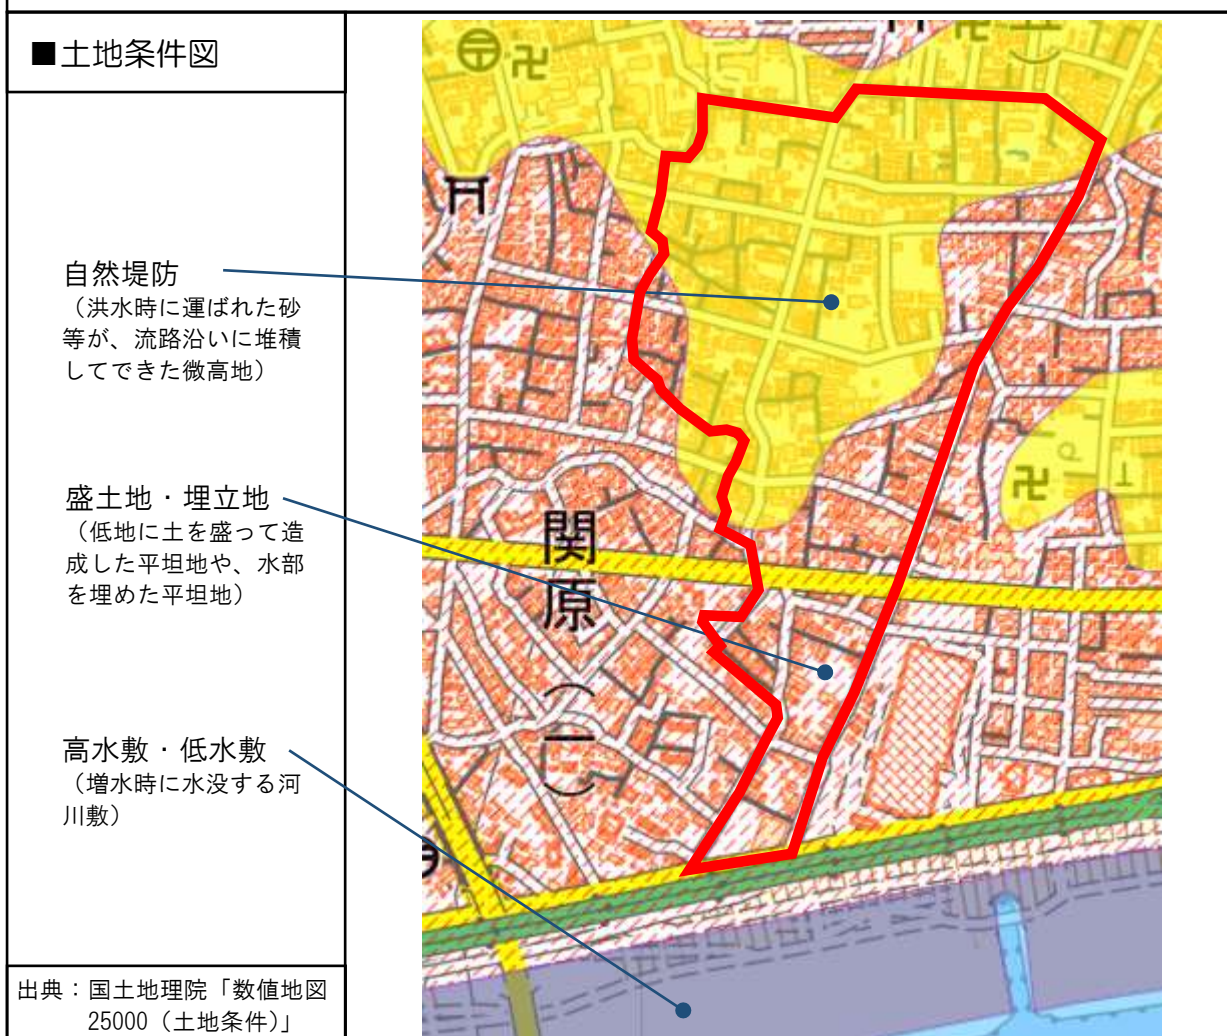 ■土地条件図
自然堤防
（洪水時に運ばれた砂
等が、流路沿いに堆積
してできた微高地）
盛土地・埋立地
（低地に土を盛って造
成した平坦地や、水部
を埋めた平坦地）
高水敷・低水敷
（増水時に水没する河
川敷）
出典：国土地理院「数値地図
25000（土地条件）」
関原
（一）